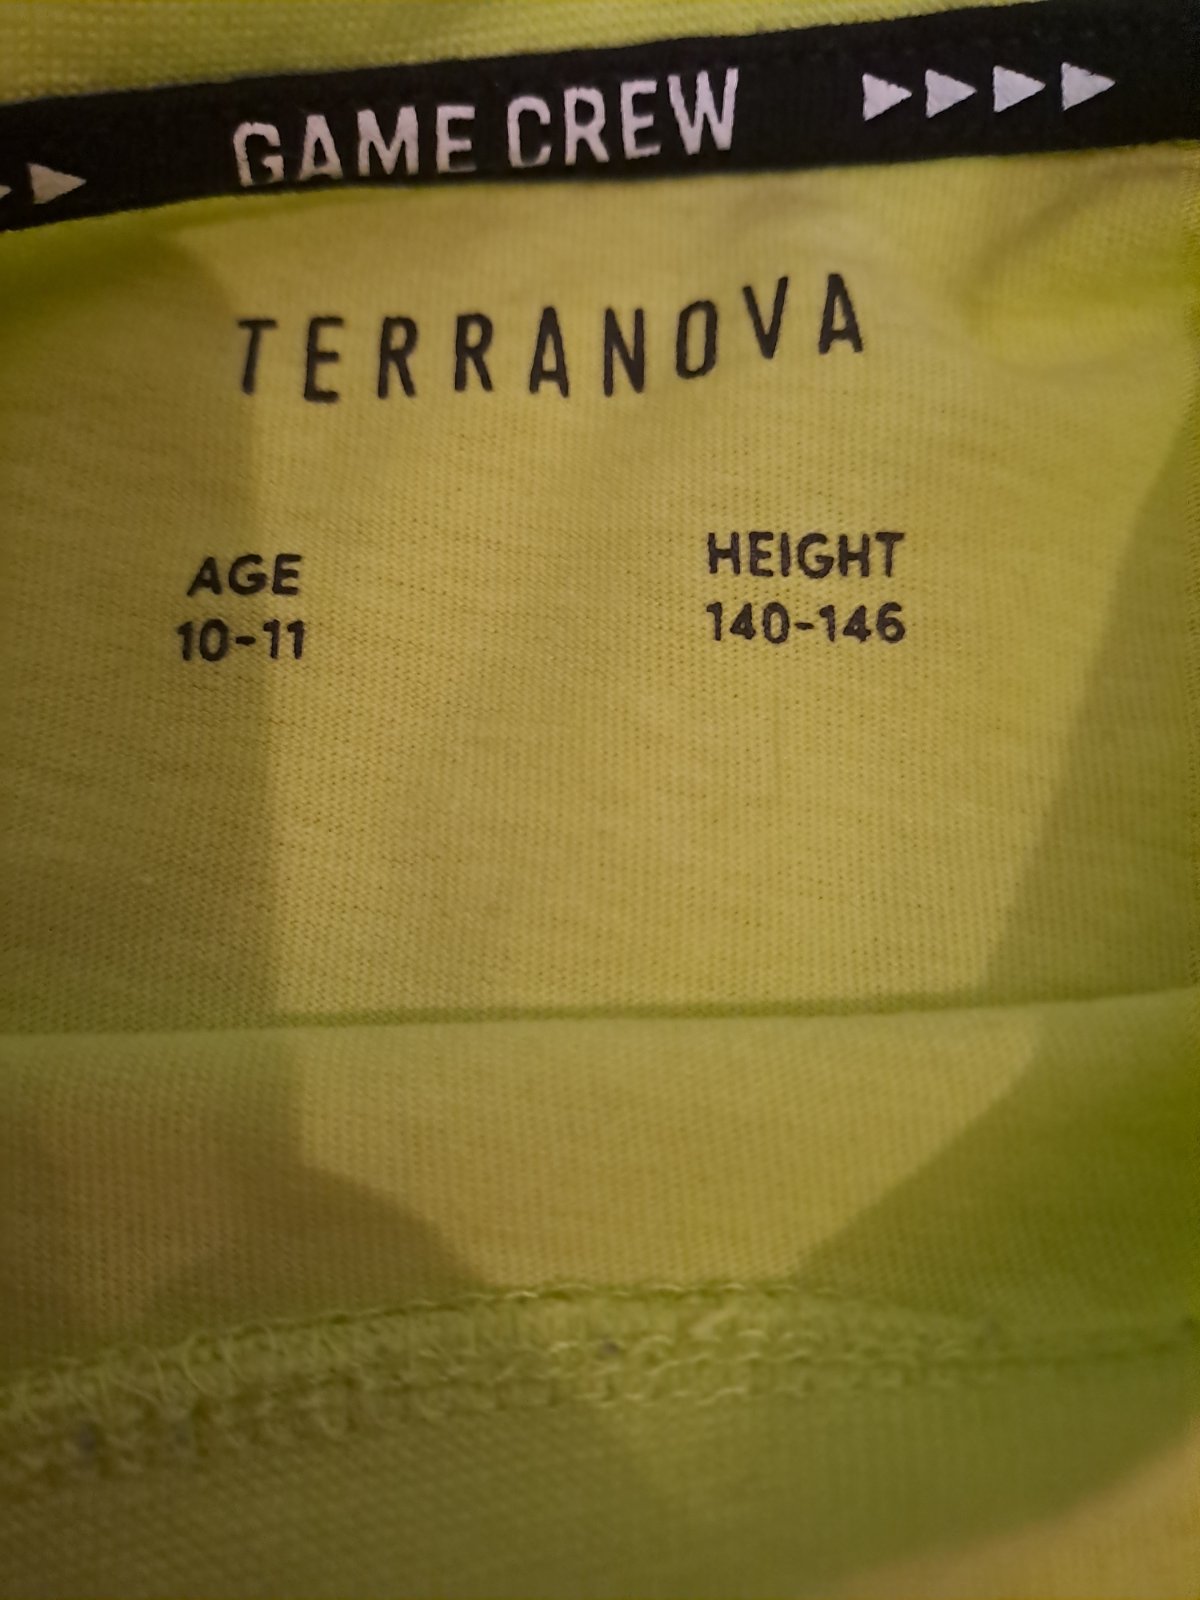 GAME CREW
TERRANOVA
AGE
10-11
HEIGHT
140-146